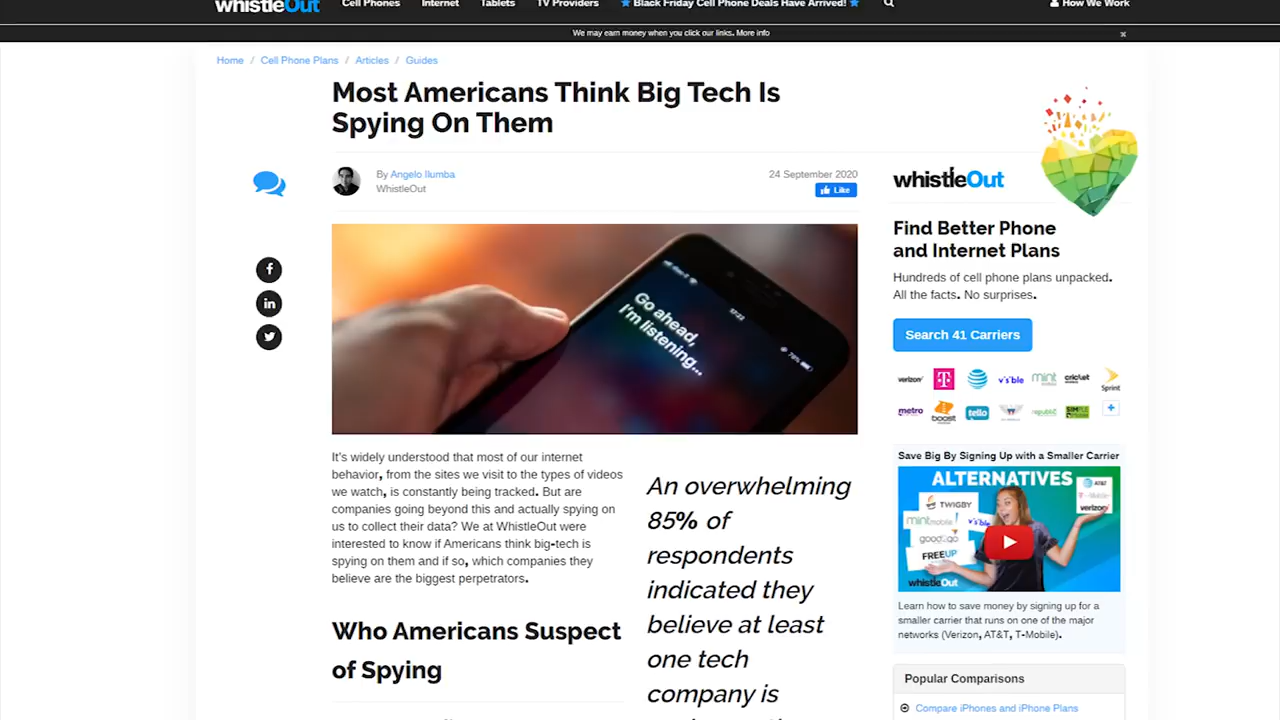 whistleOut
Cell Phones
Internet
Tablets
TV Providers
Black Friday Cell Phone Deals Have Arrived!
How We Work
We may earn money when you click our links. More info
×
Home / Cell Phone Plans / Articles / Guides
Most Americans Think Big Tech Is
Spying On Them
By Angelo Ilumba
WhistleOut
24 September 2020
Like
17:22
Go ahead,
I'm listening...
It's widely understood that most of our internet
behavior, from the sites we visit to the types of videos
we watch, is constantly being tracked. But are
companies going beyond this and actually spying on
us to collect their data? We at WhistleOut were
interested to know if Americans think big-tech is
spying on them and if so, which companies they
believe are the biggest perpetrators.
Who Americans Suspect
of Spying
An overwhelming
85% of
respondents
indicated they
believe at least
one tech
company is
whistleOut
Find Better Phone
and Internet Plans
Hundreds of cell phone plans unpacked.
All the facts. No surprises.
Search 41 Carriers
verizon
T
AT&T
visible
mint
cricket
Sprint
metro
boost
tello
republic
SIMPLE
+
Save Big By Signing Up with a Smaller Carrier
ALTERNATIVES
TWIGBY
mintmobile
visible
good2go
FREEUP
AT&T
T-Mobile
verizon
whistleOut
Learn how to save money by signing up for a
smaller carrier that runs on one of the major
networks (Verizon, AT&T, T-Mobile).
Popular Comparisons
Compare iPhones and iPhone Plans